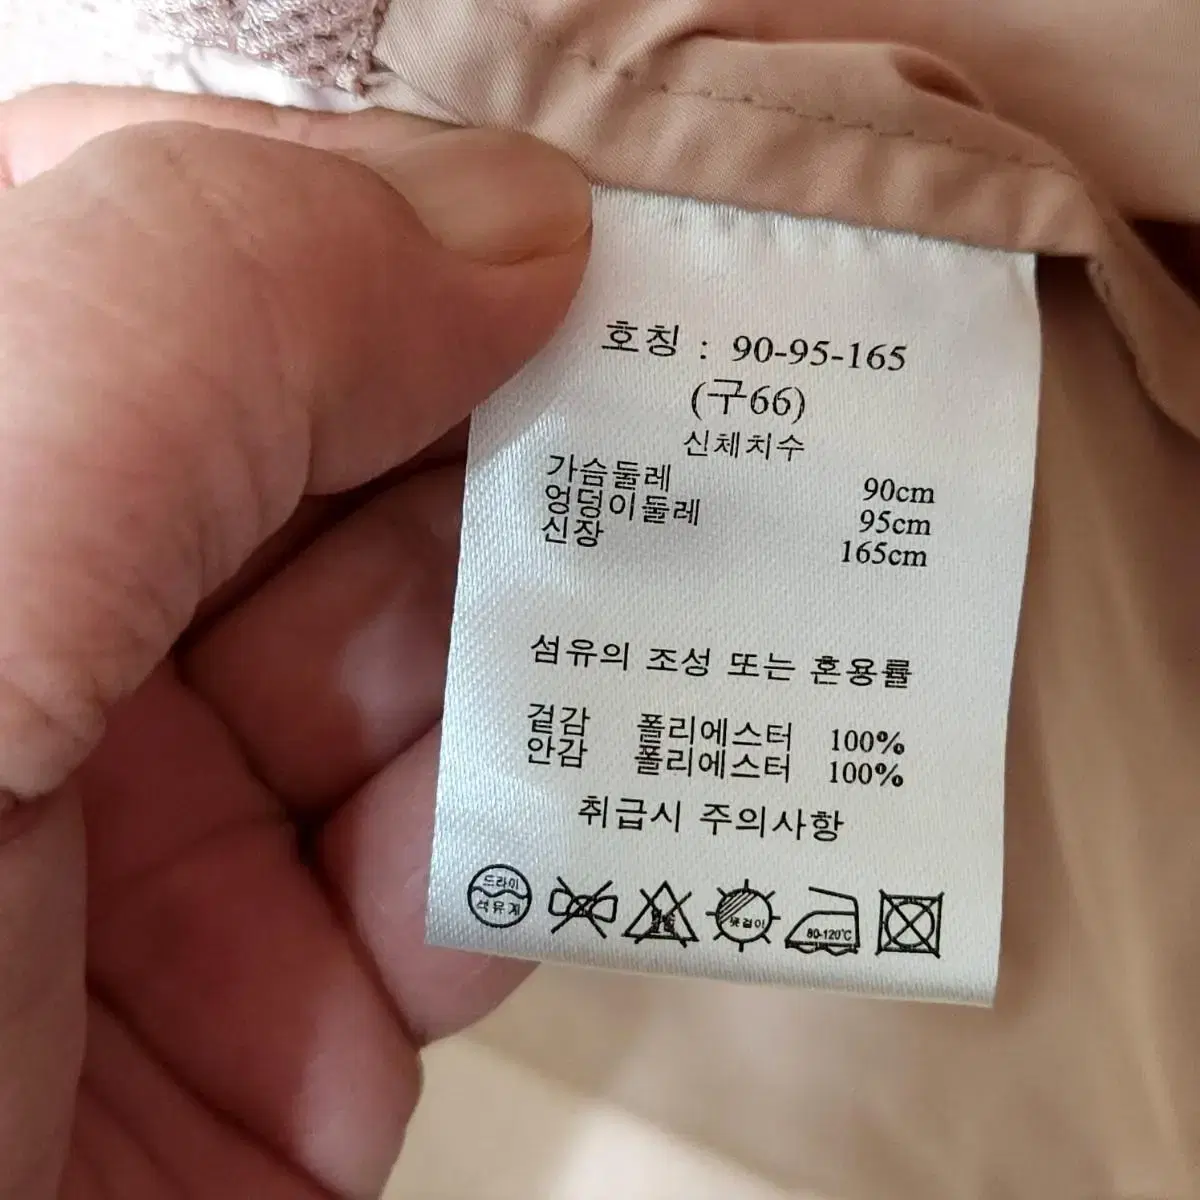 호칭 : 90-95-165
(구66)
신체치수
가슴둘레 90cm
엉덩이둘레 95cm
신장 165cm
섬유의 조성 또는 혼용률
겉감 폴리에스터 100%
안감 폴리에스터 100%
취급시 주의사항
드라이
석유계
옷걸이
80-120℃